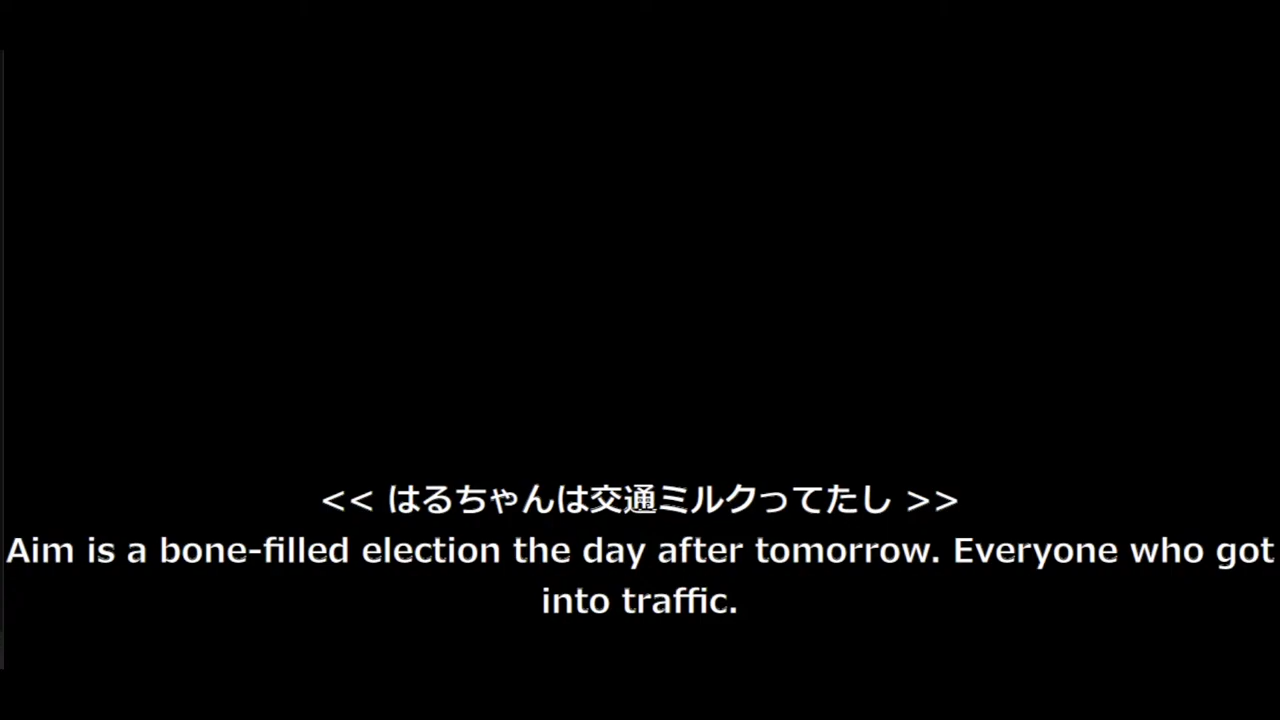 << はるちゃんは交通ミルクってたし >>
Aim is a bone-filled election the day after tomorrow. Everyone who got
into traffic.